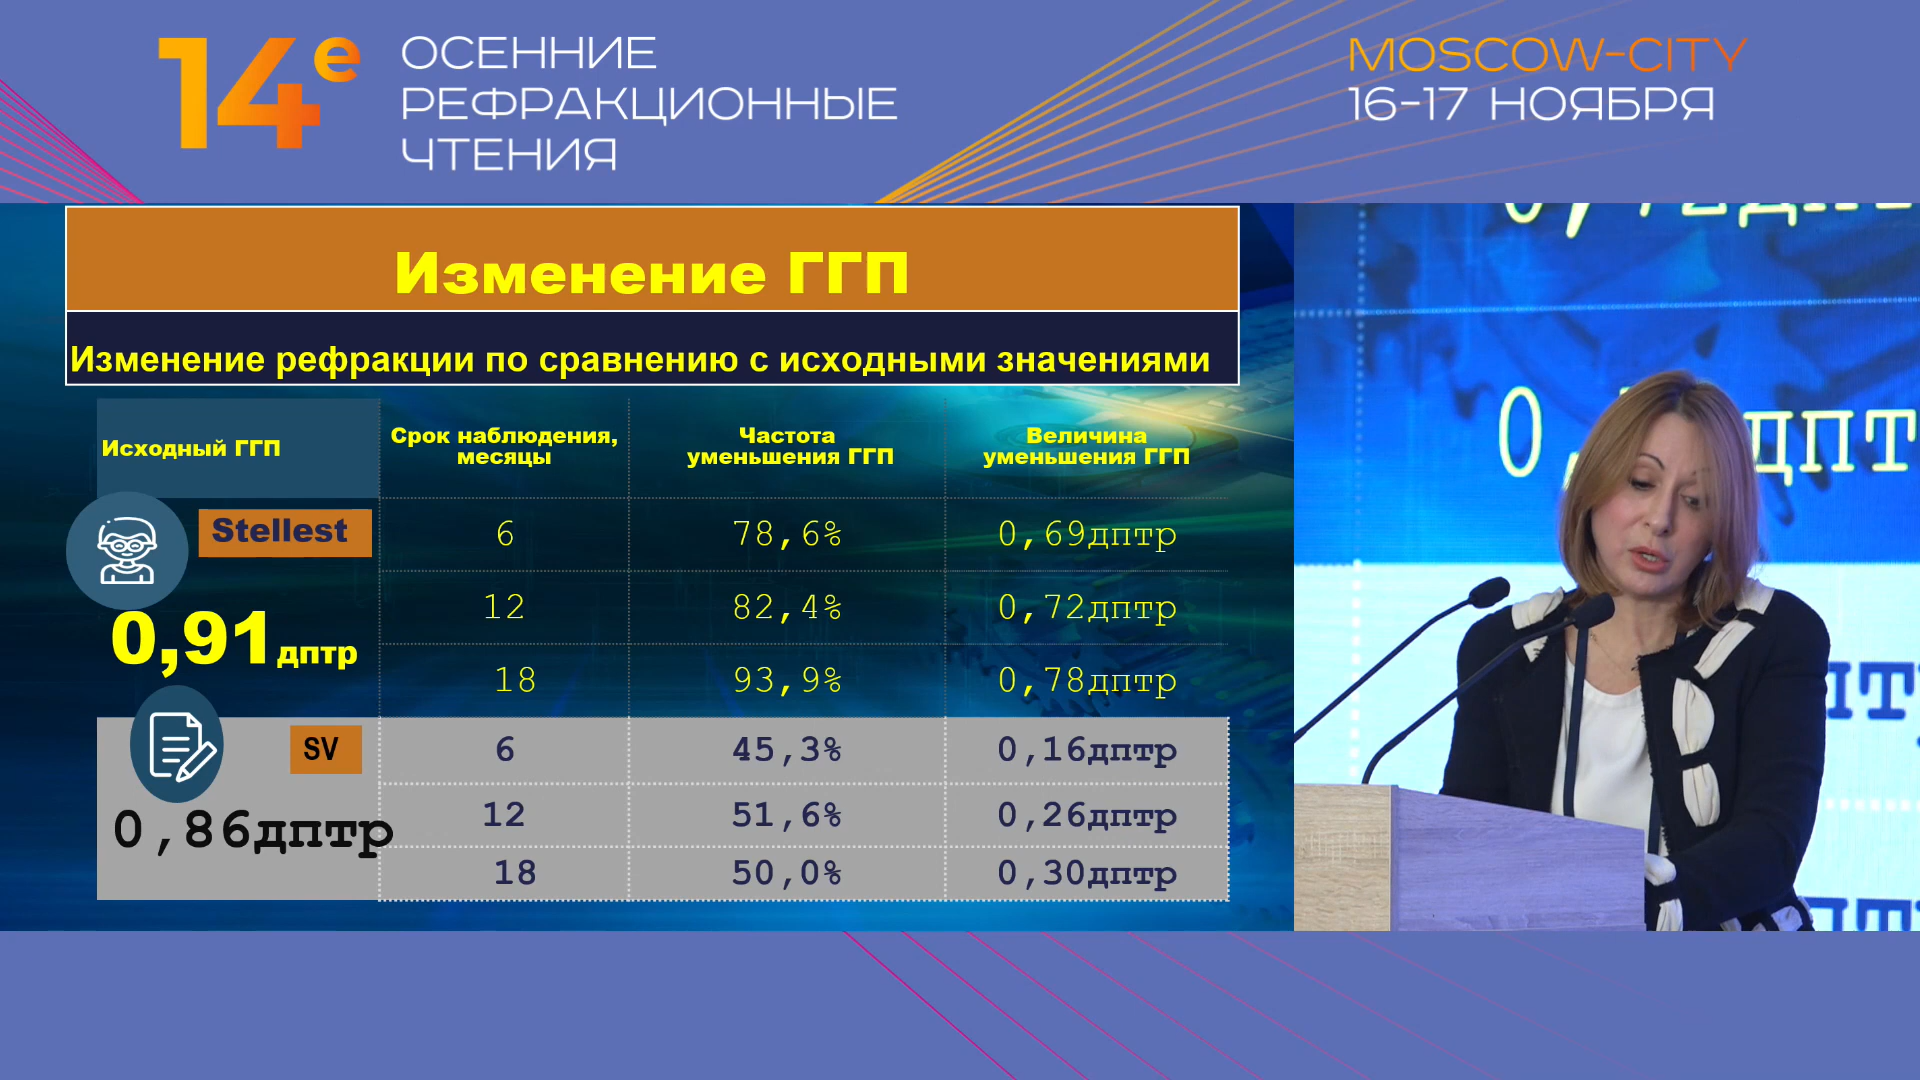 14е
ОСЕННИЕ
РЕФРАКЦИОННЫЕ
ЧТЕНИЯ
MOSCOW-CITY
16-17 НОЯБРЯ
Изменение ГГП
Изменение рефракции по сравнению с исходными значениями
Исходный ГГП
Срок наблюдения,
месяцы
Частота
уменьшения ГГП
Величина
уменьшения ГГП
Stellest
0,91дптр
6 78,6% 0,69дптр
12 82,4% 0,72дптр
18 93,9% 0,78дптр
SV
0,86дптр
6 45,3% 0,16дптр
12 51,6% 0,26дптр
18 50,0% 0,30дптр